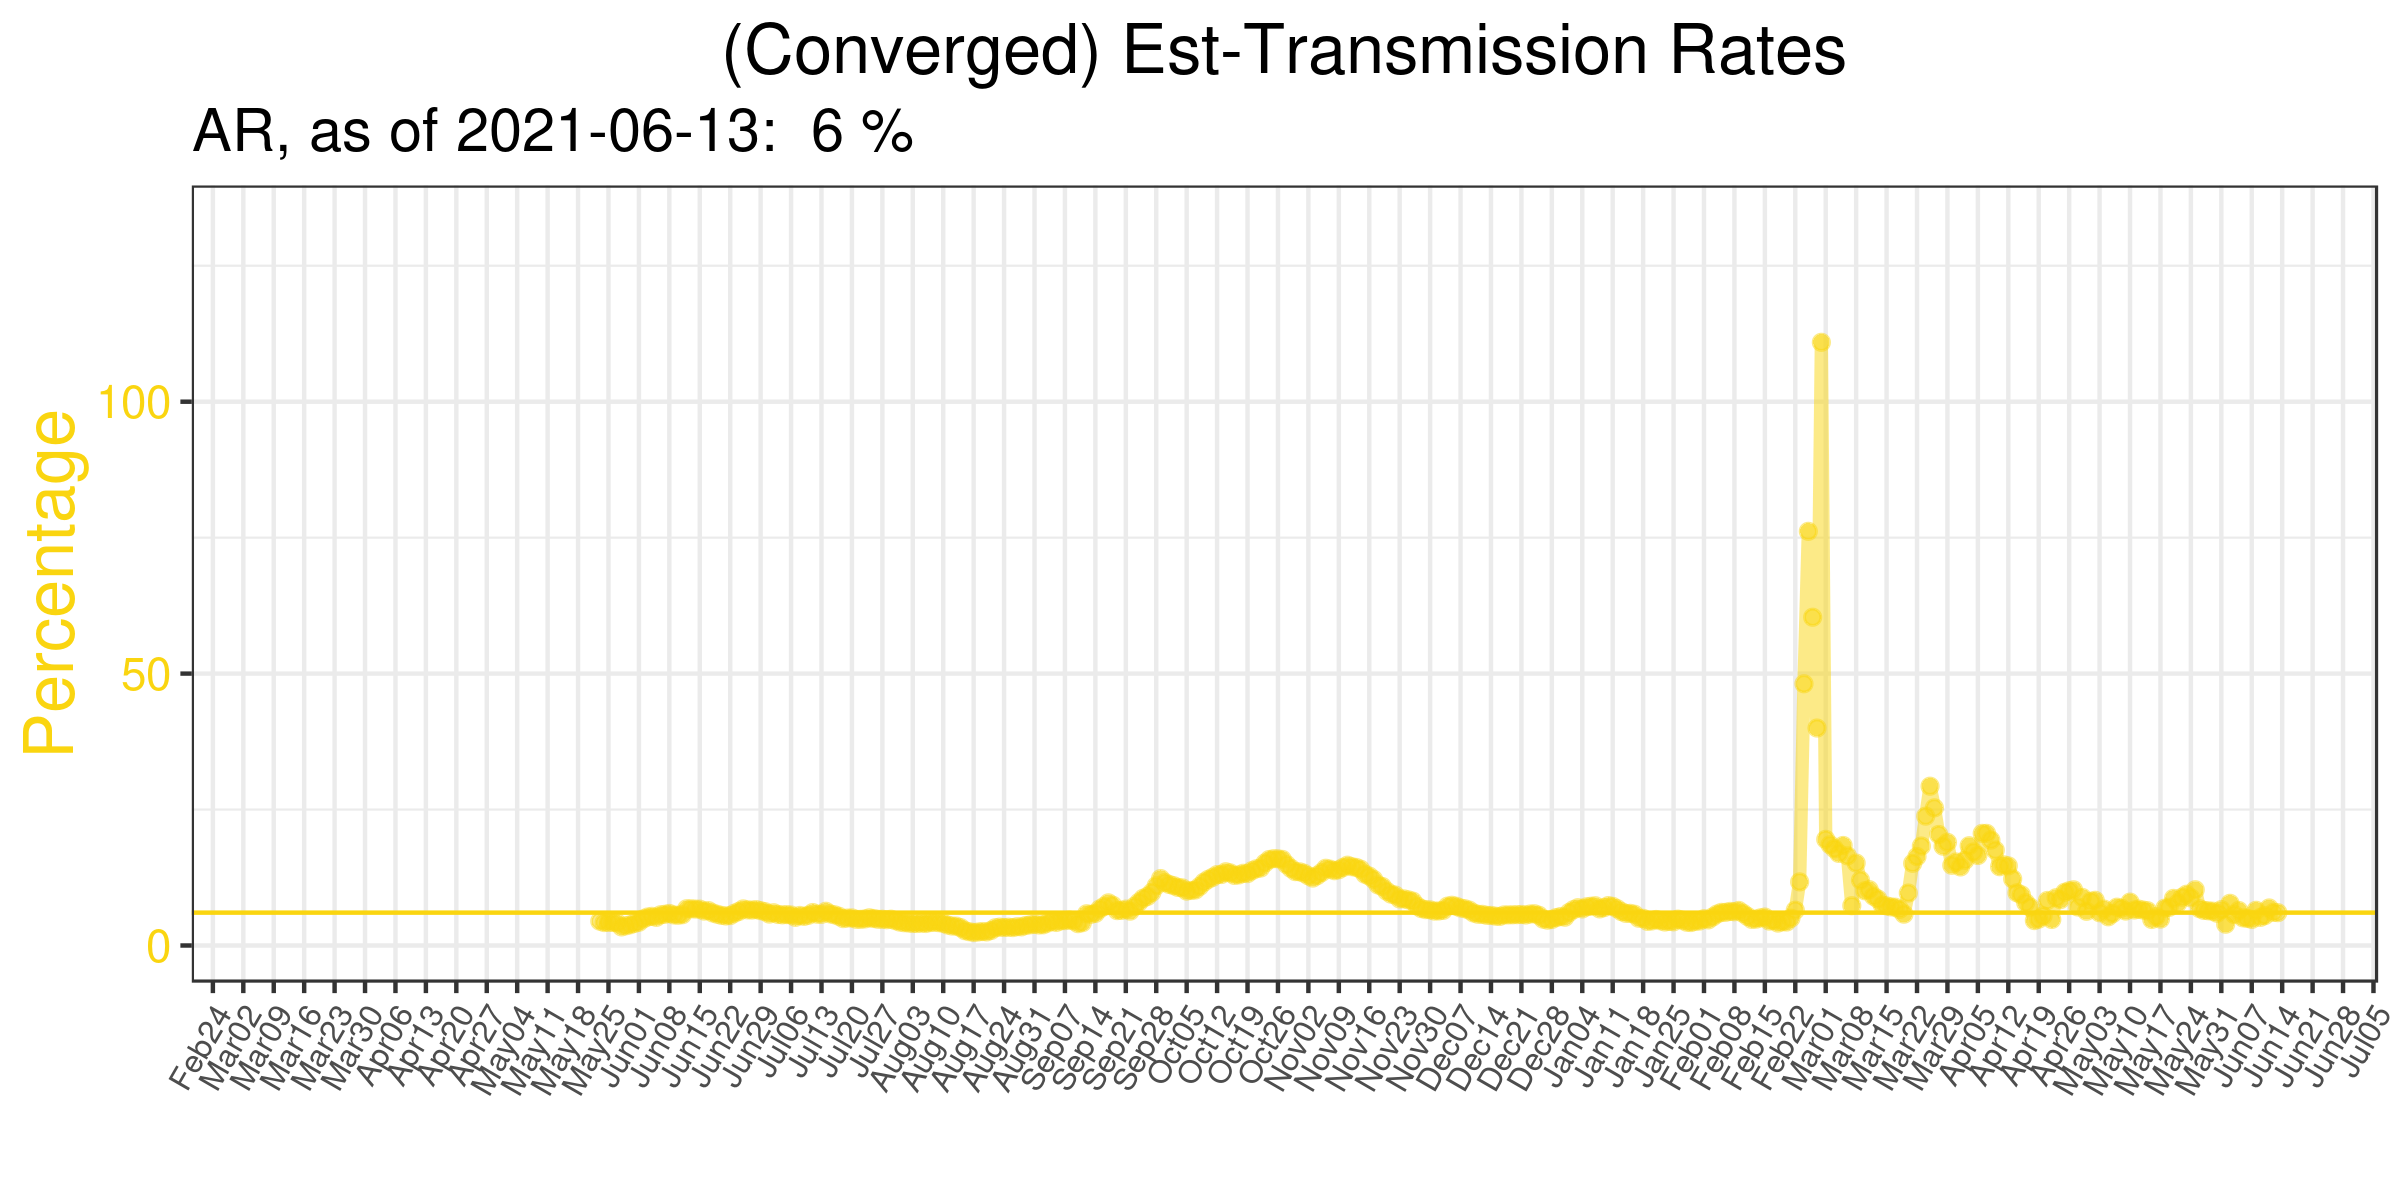 (Converged) Est-Transmission Rates
AR, as of 2021-06-13:  6 %
Percentage
100
50
0
Feb24
Mar02
Mar09
Mar16
Mar23
Mar30
Apr06
Apr13
Apr20
Apr27
May04
May11
May18
May25
Jun01
Jun08
Jun15
Jun22
Jun29
Jul06
Jul13
Jul20
Jul27
Aug03
Aug10
Aug17
Aug24
Aug31
Sep07
Sep14
Sep21
Sep28
Oct05
Oct12
Oct19
Oct26
Nov02
Nov09
Nov16
Nov23
Nov30
Dec07
Dec14
Dec21
Dec28
Jan04
Jan11
Jan18
Jan25
Feb01
Feb08
Feb15
Feb22
Mar01
Mar08
Mar15
Mar22
Mar29
Apr05
Apr12
Apr19
Apr26
May03
May10
May17
May24
May31
Jun07
Jun14
Jun21
Jun28
Jul05